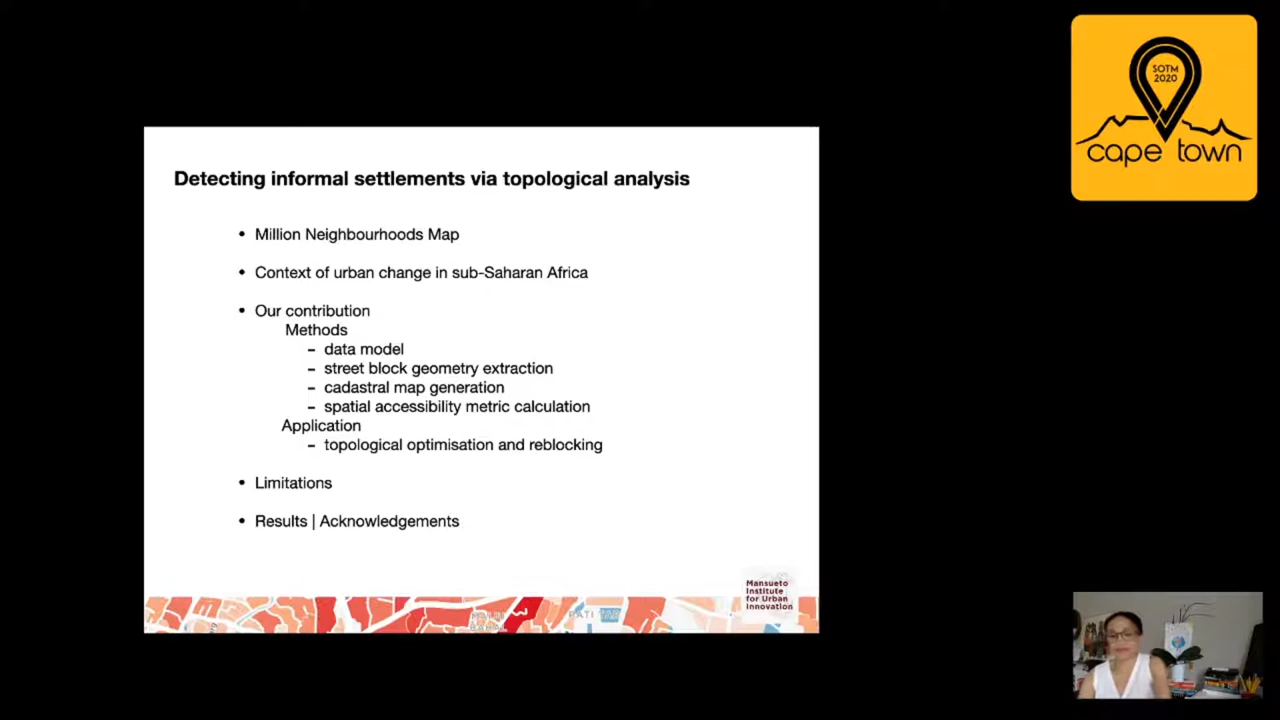 SOTM
2020
cape town
Detecting informal settlements via topological analysis
• Million Neighbourhoods Map
• Context of urban change in sub-Saharan Africa
• Our contribution
Methods
– data model
– street block geometry extraction
– cadastral map generation
– spatial accessibility metric calculation
Application
– topological optimisation and reblocking
• Limitations
• Results | Acknowledgements
Mansueto
Institute
for Urban
Innovation
PATI